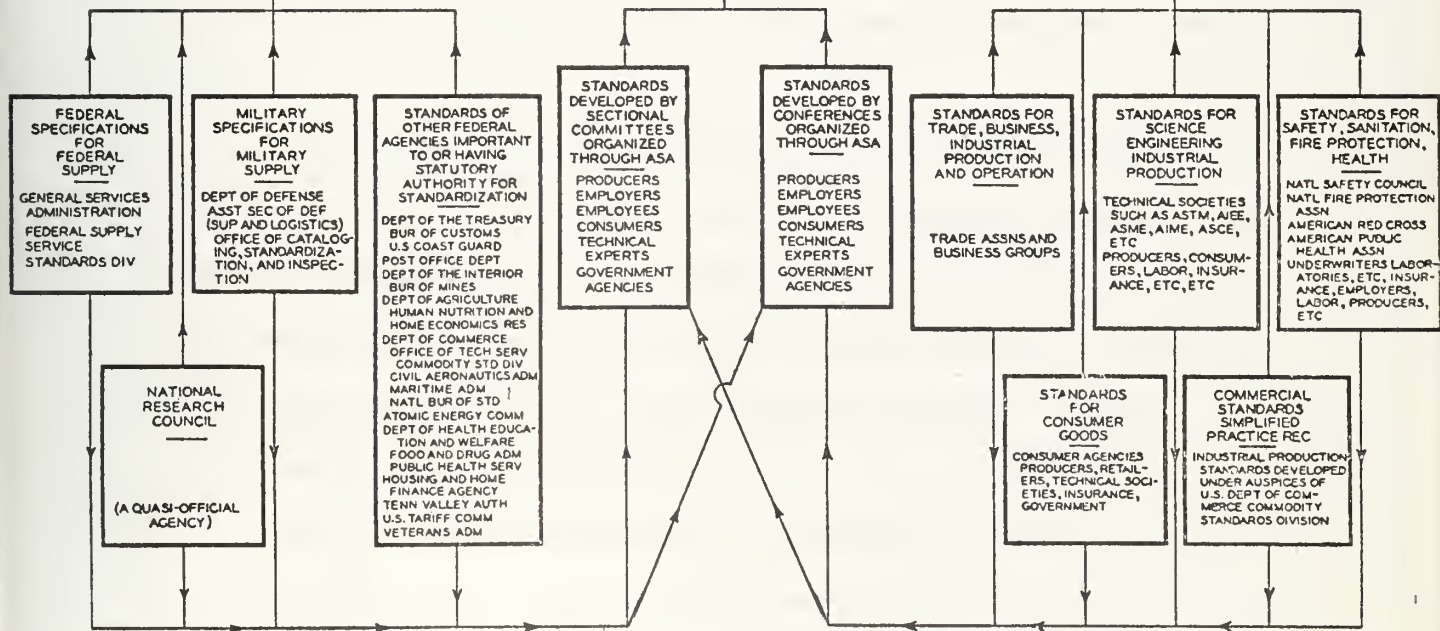 FEDERAL
SPECIFICATIONS
FOR
FEDERAL
SUPPLY
GENERAL SERVICES
ADMINISTRATION
FEDERAL SUPPLY
SERVICE
STANDARDS DIV
MILITARY
SPECIFICATIONS
FOR
MILITARY
SUPPLY
DEPT OF DEFENSE
ASST SEC OF DEF
(SUP AND LOGISTICS)
OFFICE OF CATALOG-
ING, STANDARDIZA-
TION, AND INSPEC-
TION
NATIONAL
RESEARCH
COUNCIL
(A QUASI-OFFICIAL
AGENCY)
STANDARDS OF
OTHER FEDERAL
AGENCIES IMPORTANT
TO OR HAVING
STATUTORY
AUTHORITY FOR
STANDARDIZATION
DEPT OF THE TREASURY
BUR OF CUSTOMS
U.S COAST GUARD
POST OFFICE DEPT
DEPT OF THE INTERIOR
BUR OF MINES
DEPT OF AGRICULTURE
HUMAN NUTRITION AND
HOME ECONOMICS RES
DEPT OF COMMERCE
OFFICE OF TECH SERV
COMMODITY STD DIV
CIVIL AERONAUTICS ADM
MARITIME ADM
NATL BUR OF STD
ATOMIC ENERGY COMM
DEPT OF HEALTH EDUCA-
TION AND WELFARE
FOOD AND DRUG ADM
PUBLIC HEALTH SERV
HOUSING AND HOME
FINANCE AGENCY
TENN VALLEY AUTH
U.S. TARIFF COMM
VETERANS ADM
STANDARDS
DEVELOPED BY
SECTIONAL
COMMITTEES
ORGANIZED
THROUGH ASA
PRODUCERS
EMPLOYERS
EMPLOYEES
CONSUMERS
TECHNICAL
EXPERTS
GOVERNMENT
AGENCIES
STANDARDS
DEVELOPED BY
CONFERENCES
ORGANIZED
THROUGH ASA
PRODUCERS
EMPLOYERS
EMPLOYEES
CONSUMERS
TECHNICAL
EXPERTS
GOVERNMENT
AGENCIES
STANDARDS FOR
TRADE, BUSINESS,
INDUSTRIAL
PRODUCTION
AND OPERATION
TRADE ASSNS AND
BUSINESS GROUPS
STANDARDS FOR
SCIENCE
ENGINEERING
INDUSTRIAL
PRODUCTION
TECHNICAL SOCIETIES
SUCH AS ASTM, AIEE,
ASME, AIME, ASCE,
ETC
PRODUCERS, CONSUM-
ERS, LABOR, INSUR-
ANCE, ETC, ETC
STANDARDS FOR
SAFETY, SANITATION,
FIRE PROTECTION,
HEALTH
NATL SAFETY COUNCIL
NATL FIRE PROTECTION
ASSN
AMERICAN RED CROSS
AMERICAN PUBLIC
HEALTH ASSN
UNDERWRITERS LABOR-
ATORIES, ETC, INSUR-
ANCE, EMPLOYERS,
LABOR, PRODUCERS,
ETC
STANDARDS
FOR
CONSUMER
GOODS
CONSUMER AGENCIES
PRODUCERS, RETAIL-
ERS, TECHNICAL SOCI-
ETIES, INSURANCE,
GOVERNMENT
COMMERCIAL
STANDARDS
SIMPLIFIED
PRACTICE REC
INDUSTRIAL PRODUCTION
STANDARDS DEVELOPED
UNDER AUSPICES OF
U.S. DEPT OF COM-
MERCE COMMODITY
STANDARDS DIVISION